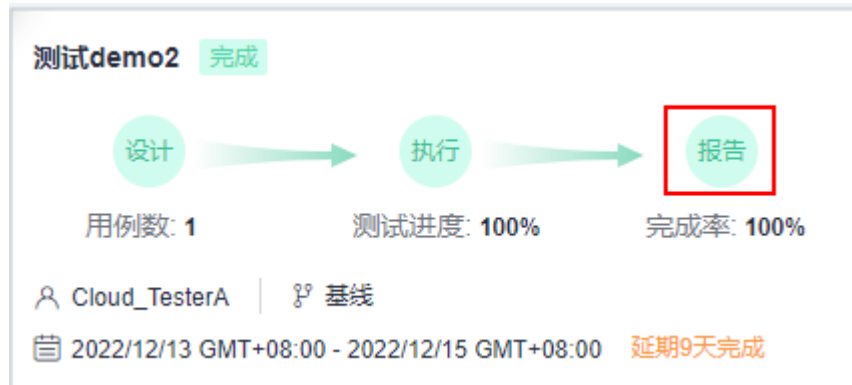 测试demo2 完成
设计 执行 报告
用例数: 1 测试进度: 100% 完成率: 100%
Cloud_TesterA 基线
2022/12/13 GMT+08:00 - 2022/12/15 GMT+08:00 延期9天完成